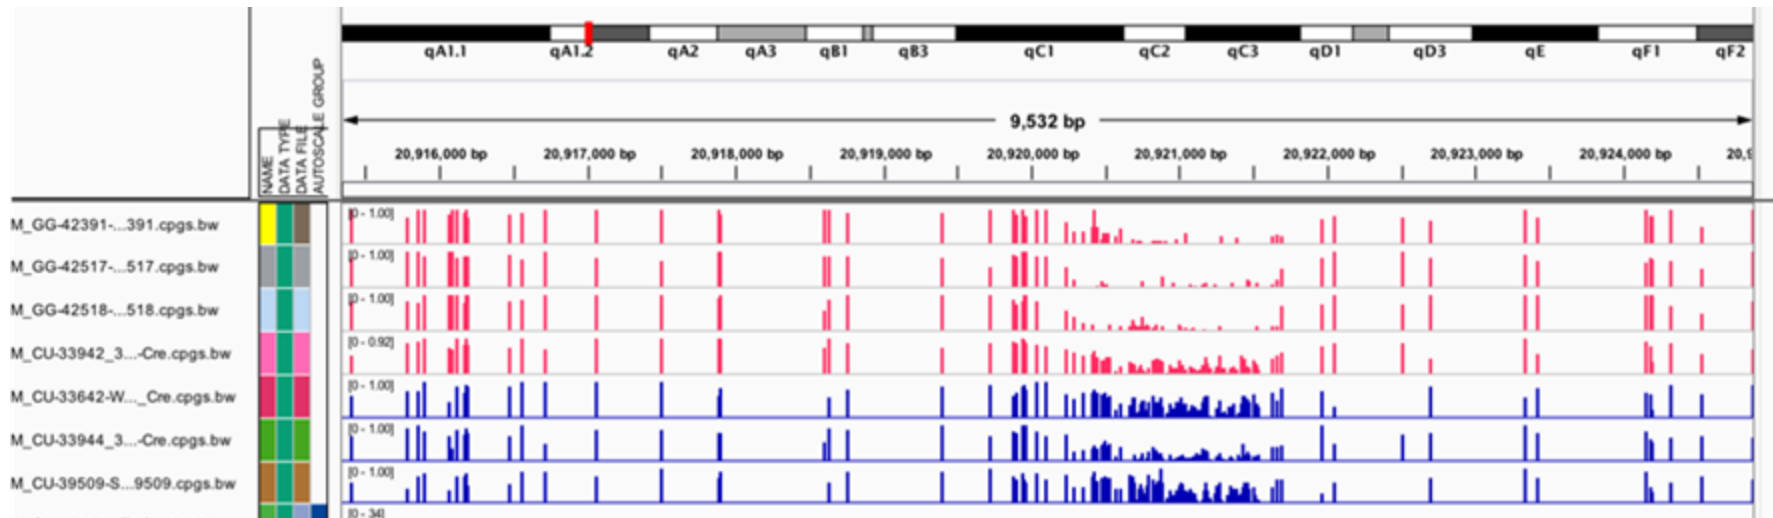 qA1.1 qA1.2 qA2 qA3 qB1 qB3 qC1 qC2 qC3 qD1 qD3 qE qF1 qF2
9,532 bp
20,916,000 bp 20,917,000 bp 20,918,000 bp 20,919,000 bp 20,920,000 bp 20,921,000 bp 20,922,000 bp 20,923,000 bp 20,924,000 bp 20,9
NAME
DATA TYPE
DATA FILE
AUTOSCALE GROUP
M_GG-42391-...391.cpgs.bw [0 - 1.00]
M_GG-42517-...517.cpgs.bw [0 - 1.00]
M_GG-42518-...518.cpgs.bw [0 - 1.00]
M_CU-33942_3...-Cre.cpgs.bw [0 - 0.92]
M_CU-33642-W..._Cre.cpgs.bw [0 - 1.00]
M_CU-33944_3...-Cre.cpgs.bw [0 - 1.00]
M_CU-39509-S...9509.cpgs.bw [0 - 1.00]
[0 - 34]